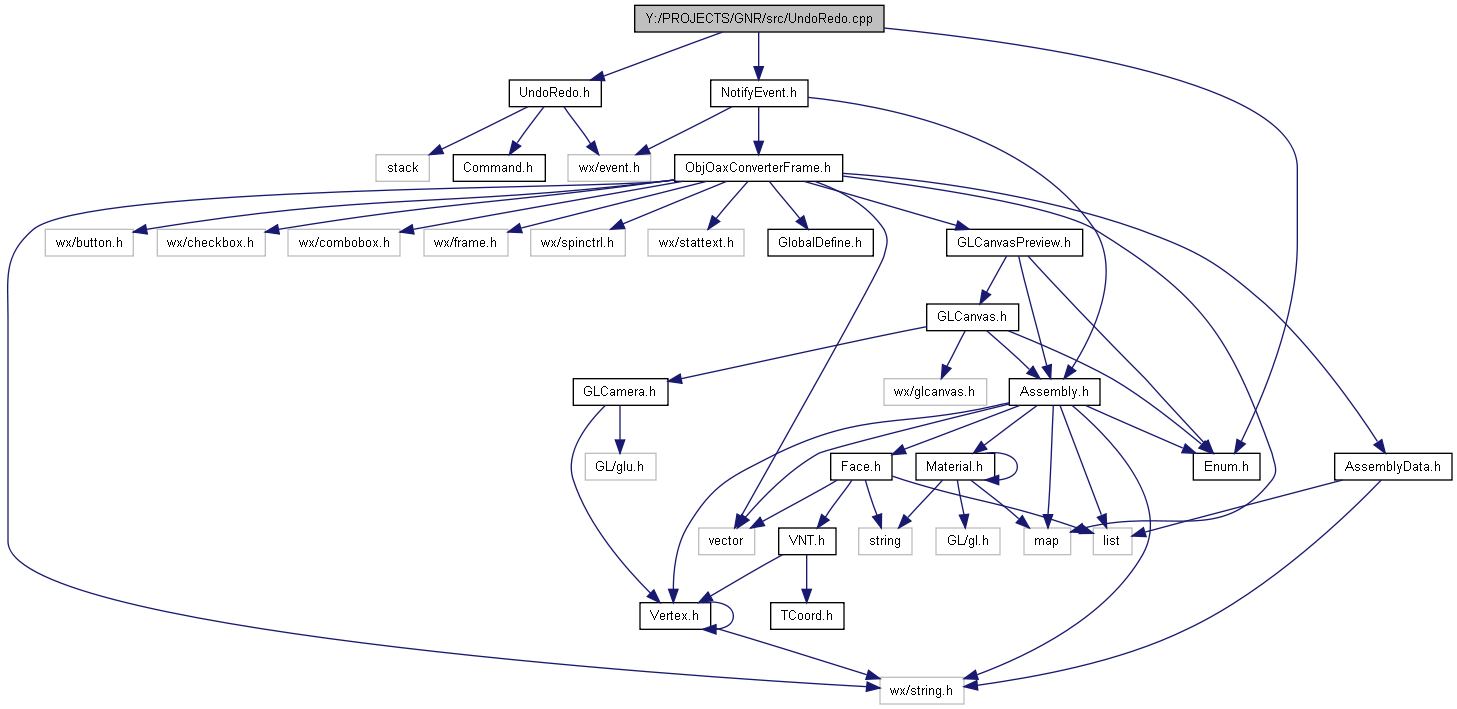 Y:/PROJECTS/GNR/src/UndoRedo.cpp
UndoRedo.h
NotifyEvent.h
stack
Command.h
wx/event.h
ObjOaxConverterFrame.h
wx/button.h
wx/checkbox.h
wx/combobox.h
wx/frame.h
wx/spinctrl.h
wx/stattext.h
GlobalDefine.h
GLCanvasPreview.h
GLCanvas.h
GLCamera.h
wx/glcanvas.h
Assembly.h
GL/glu.h
Face.h
Material.h
Enum.h
AssemblyData.h
vector
VNT.h
string
GL/gl.h
map
list
Vertex.h
TCoord.h
wx/string.h